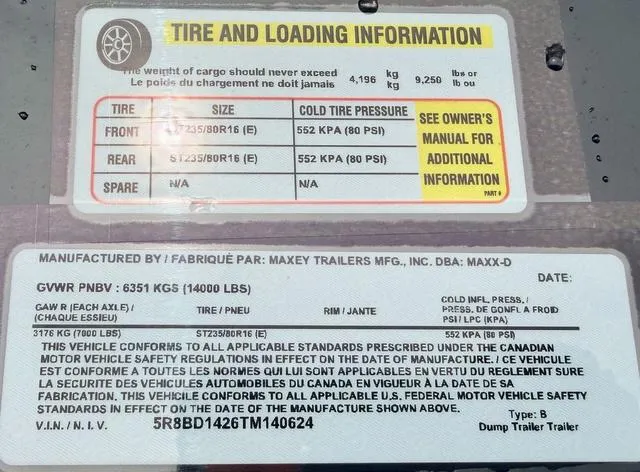 TIRE AND LOADING INFORMATION
The weight of cargo should never exceed 4,196 kg 9,250 lbs or
Le poids du chargement ne doit jamais kg lb ou
TIRE SIZE COLD TIRE PRESSURE SEE OWNER'S MANUAL FOR ADDITIONAL INFORMATION
FRONT ST235/80R16 (E) 552 KPA (80 PSI)
REAR ST235/80R16 (E) 552 KPA (80 PSI)
SPARE N/A N/A
PART #
MANUFACTURED BY / FABRIQUÉ PAR: MAXEY TRAILERS MFG., INC. DBA: MAXX-D
DATE:
GVWR PNBV : 6351 KGS (14000 LBS)
GAW R (EACH AXLE) / (CHAQUE ESSIEU) TIRE / PNEU RIM / JANTE COLD INFL. PRESS. / PRESS. DE GONFL A FROID PSI / LPC (KPA)
3176 KG (7000 LBS) ST235/80R16 (E) 552 KPA (80 PSI)
THIS VEHICLE CONFORMS TO ALL APPLICABLE STANDARDS PRESCRIBED UNDER THE CANADIAN
MOTOR VEHICLE SAFETY REGULATIONS IN EFFECT ON THE DATE OF MANUFACTURE. / CE VEHICULE
EST CONFORME A TOUTES LES NORMES QUI LUI SONT APPLICABLES EN VERTU DU REGLEMENT SURE
LA SECURITE DES VEHICULES AUTOMOBILES DU CANADA EN VIGUEUR À LA DATE DE SA
FABRICATION. THIS VEHICILE CONFORMS TO ALL APPLICABLE U.S. FEDERAL MOTOR VEHICLE SAFETY
STANDARDS IN EFFECT ON THE DATE OF THE MANUFACTURE SHOWN ABOVE.
V.I.N. / N. I. V. 5R8BD1426TM140624 Type: B
Dump Trailer Trailer